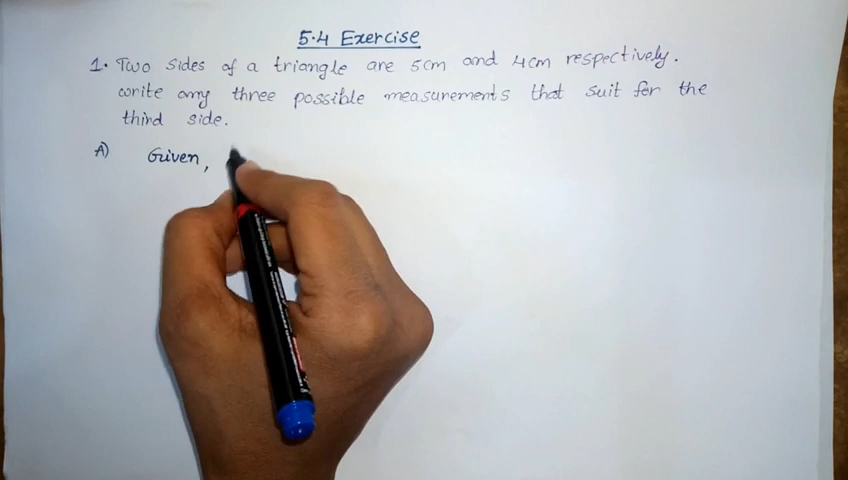 5.4 Exercise
1. Two sides of a triangle are 5cm and 4cm respectively.
write any three possible measurements that suit for the
third side.
A) Given,